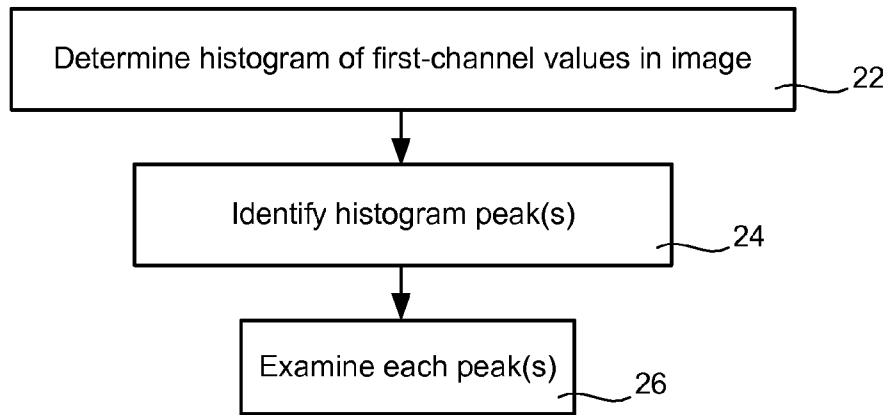 Determine histogram of first-channel values in image
22
Identify histogram peak(s)
24
Examine each peak(s)
26